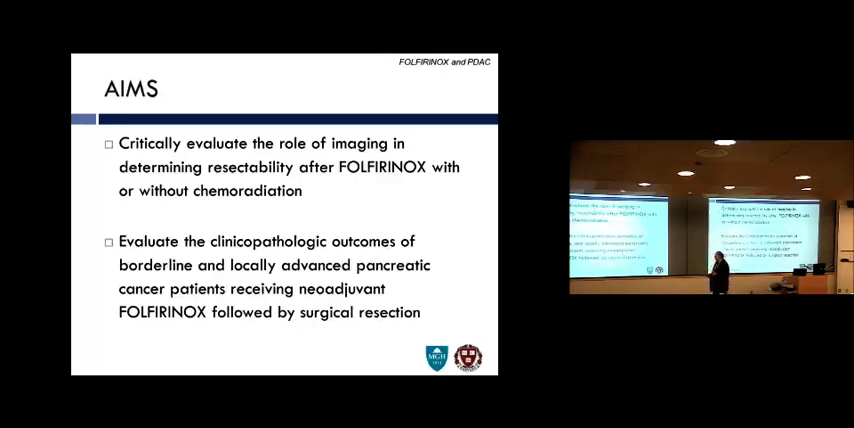 FOLFIRINOX and PDAC
AIMS
Critically evaluate the role of imaging in
determining resectability after FOLFIRINOX with
or without chemoradiation
Evaluate the clinicopathologic outcomes of
borderline and locally advanced pancreatic
cancer patients receiving neoadjuvant
FOLFIRINOX followed by surgical resection
MGH
1811